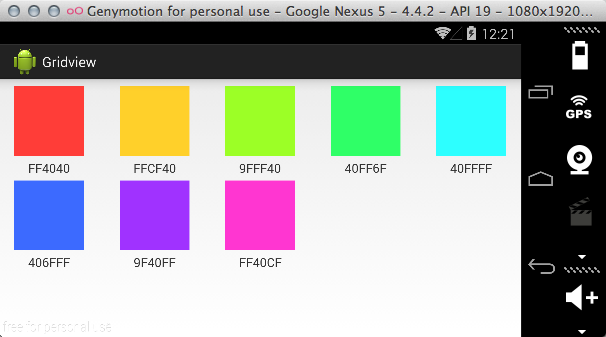 Genymotion for personal use - Google Nexus 5 - 4.4.2 - API 19 - 1080x1920...
12:21
Gridview
GPS
FF4040 FFCF40 9FFF40 40FF6F 40FFFF
406FFF 9F40FF FF40CF
free for personal use